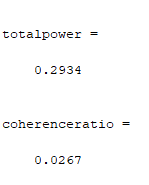 totalpower =
0.2934
coherenceratio =
0.0267